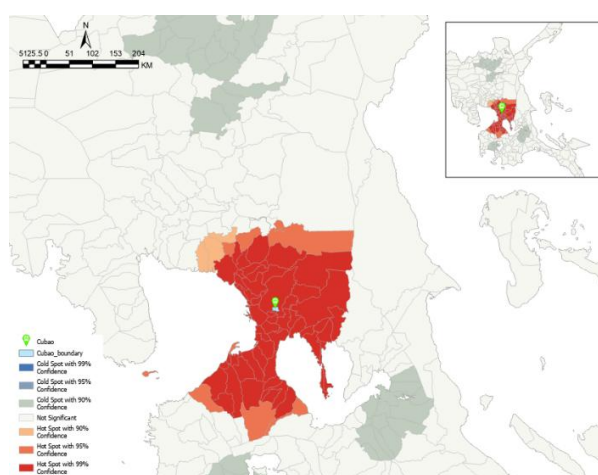 N
5125.5 0 51 102 153 204
KM
Cubao
Cubao_boundary
Cold Spot with 99%
Confidence
Cold Spot with 95%
Confidence
Cold Spot with 90%
Confidence
Not Significant
Hot Spot with 90%
Confidence
Hot Spot with 95%
Confidence
Hot Spot with 99%
Confidence